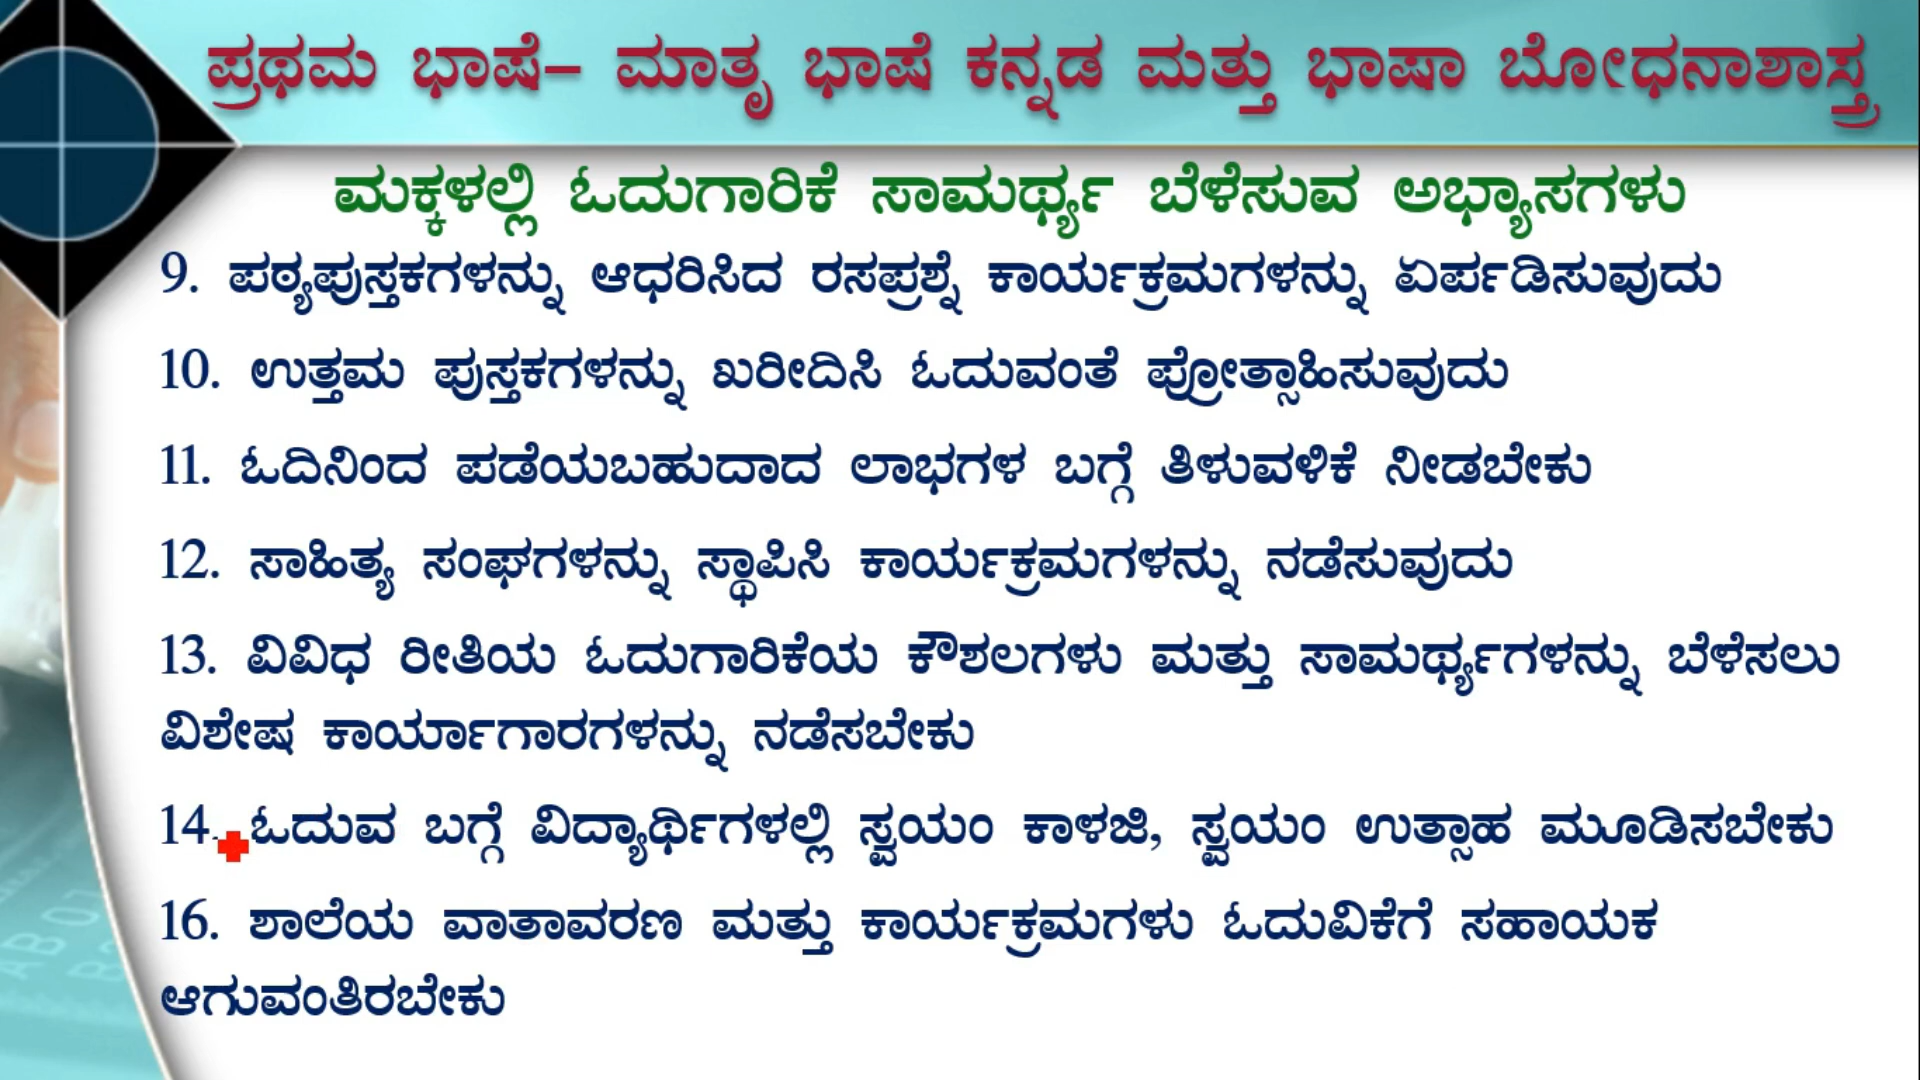 ಪ್ರಥಮ ಭಾಷೆ– ಮಾತೃ ಭಾಷೆ ಕನ್ನಡ ಮತ್ತು ಭಾಷಾ ಬೋಧನಾಶಾಸ್ತ್ರ
ಮಕ್ಕಳಲ್ಲಿ ಓದುಗಾರಿಕೆ ಸಾಮರ್ಥ್ಯ ಬೆಳೆಸುವ ಅಭ್ಯಾಸಗಳು
9. ಪಠ್ಯಪುಸ್ತಕಗಳನ್ನು ಆಧರಿಸಿದ ರಸಪ್ರಶ್ನೆ ಕಾರ್ಯಕ್ರಮಗಳನ್ನು ಏರ್ಪಡಿಸುವುದು
10. ಉತ್ತಮ ಪುಸ್ತಕಗಳನ್ನು ಖರೀದಿಸಿ ಓದುವಂತೆ ಪ್ರೋತ್ಸಾಹಿಸುವುದು
11. ಓದಿನಿಂದ ಪಡೆಯಬಹುದಾದ ಲಾಭಗಳ ಬಗ್ಗೆ ತಿಳುವಳಿಕೆ ನೀಡಬೇಕು
12. ಸಾಹಿತ್ಯ ಸಂಘಗಳನ್ನು ಸ್ಥಾಪಿಸಿ ಕಾರ್ಯಕ್ರಮಗಳನ್ನು ನಡೆಸುವುದು
13. ವಿವಿಧ ರೀತಿಯ ಓದುಗಾರಿಕೆಯ ಕೌಶಲಗಳು ಮತ್ತು ಸಾಮರ್ಥ್ಯಗಳನ್ನು ಬೆಳೆಸಲು
ವಿಶೇಷ ಕಾರ್ಯಾಗಾರಗಳನ್ನು ನಡೆಸಬೇಕು
14. ಓದುವ ಬಗ್ಗೆ ವಿದ್ಯಾರ್ಥಿಗಳಲ್ಲಿ ಸ್ವಯಂ ಕಾಳಜಿ, ಸ್ವಯಂ ಉತ್ಸಾಹ ಮೂಡಿಸಬೇಕು
16. ಶಾಲೆಯ ವಾತಾವರಣ ಮತ್ತು ಕಾರ್ಯಕ್ರಮಗಳು ಓದುವಿಕೆಗೆ ಸಹಾಯಕ
ಆಗುವಂತಿರಬೇಕು